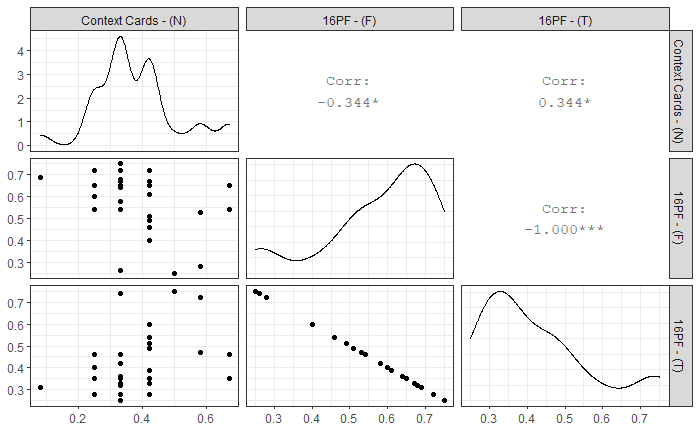 Context Cards - (N) 16PF - (F) 16PF - (T)
4
3
2
1
0
Corr:
-0.344*
Corr:
0.344*
Context Cards - (N)
0.7
0.6
0.5
0.4
0.3
Corr:
-1.000***
16PF - (F)
0.7
0.6
0.5
0.4
0.3
16PF - (T)
0.2 0.4 0.6 0.3 0.4 0.5 0.6 0.7 0.3 0.4 0.5 0.6 0.7